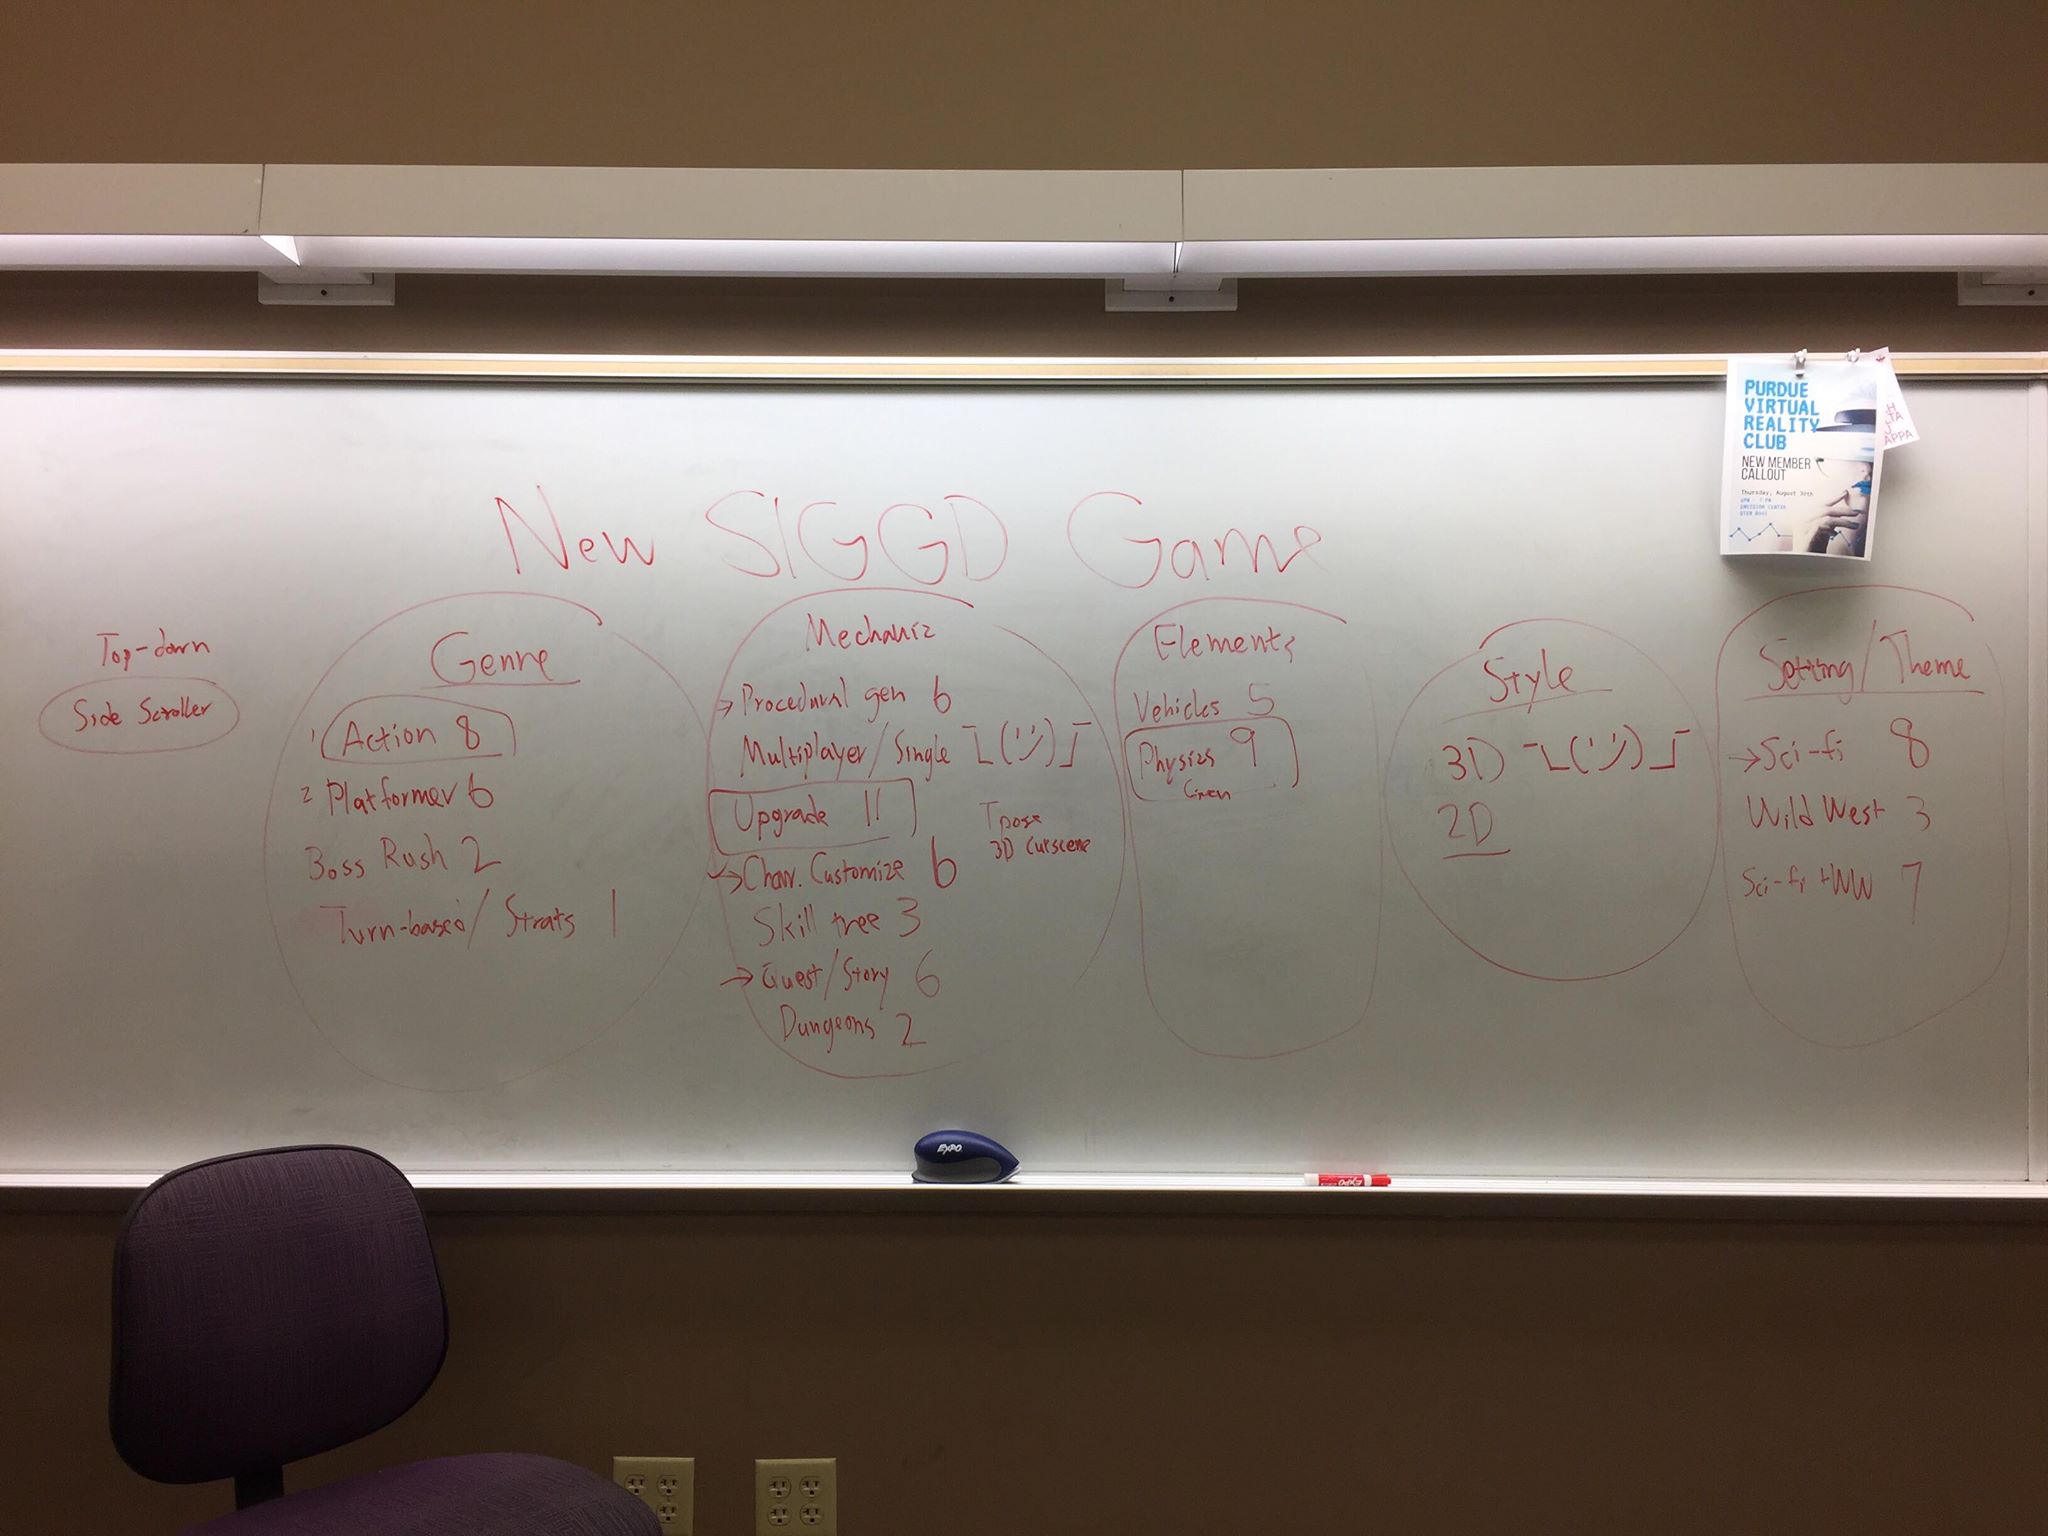 New SIGGD Game
Top-down
Side Scroller
Genre
1 Action 8
2 Platformer 6
Boss Rush 2
Turn-based/Strats 1
Mechanic
→ Procedural gen 6
Multiplayer/Single ¯\_(ツ)_/¯
Upgrade 11
→ Char. Customize 6
Skill tree 3
→ Quest/Story 6
Dungeons 2
T pose
3D Cutscene
Elements
Vehicles 5
Physics 9
Style
3D ¯\_(ツ)_/¯
2D
Setting/Theme
→ Sci-fi 8
Wild West 3
Sci-fi + WW 7
PURDUE
VIRTUAL
REALITY
CLUB
NEW MEMBER
CALLOUT
Thursday, August 30th
ENVISION CENTER
APPA
EXPO
EXPO